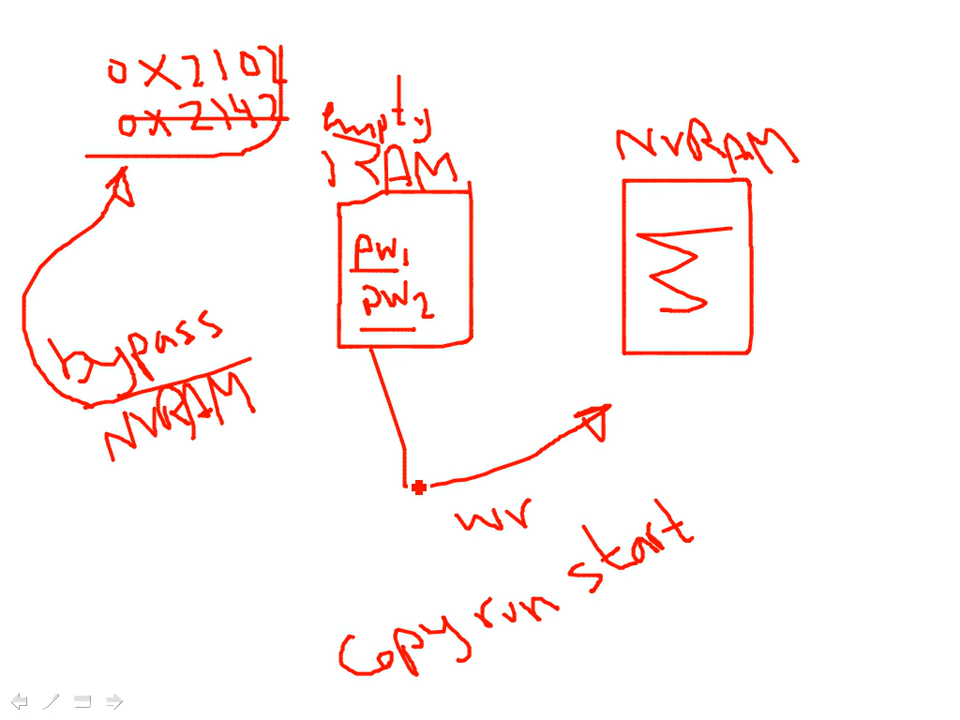 0x2102
0x2142
empty
RAM
NVRAM
pw1
pw2
bypass
NVRAM
wr
copy run start